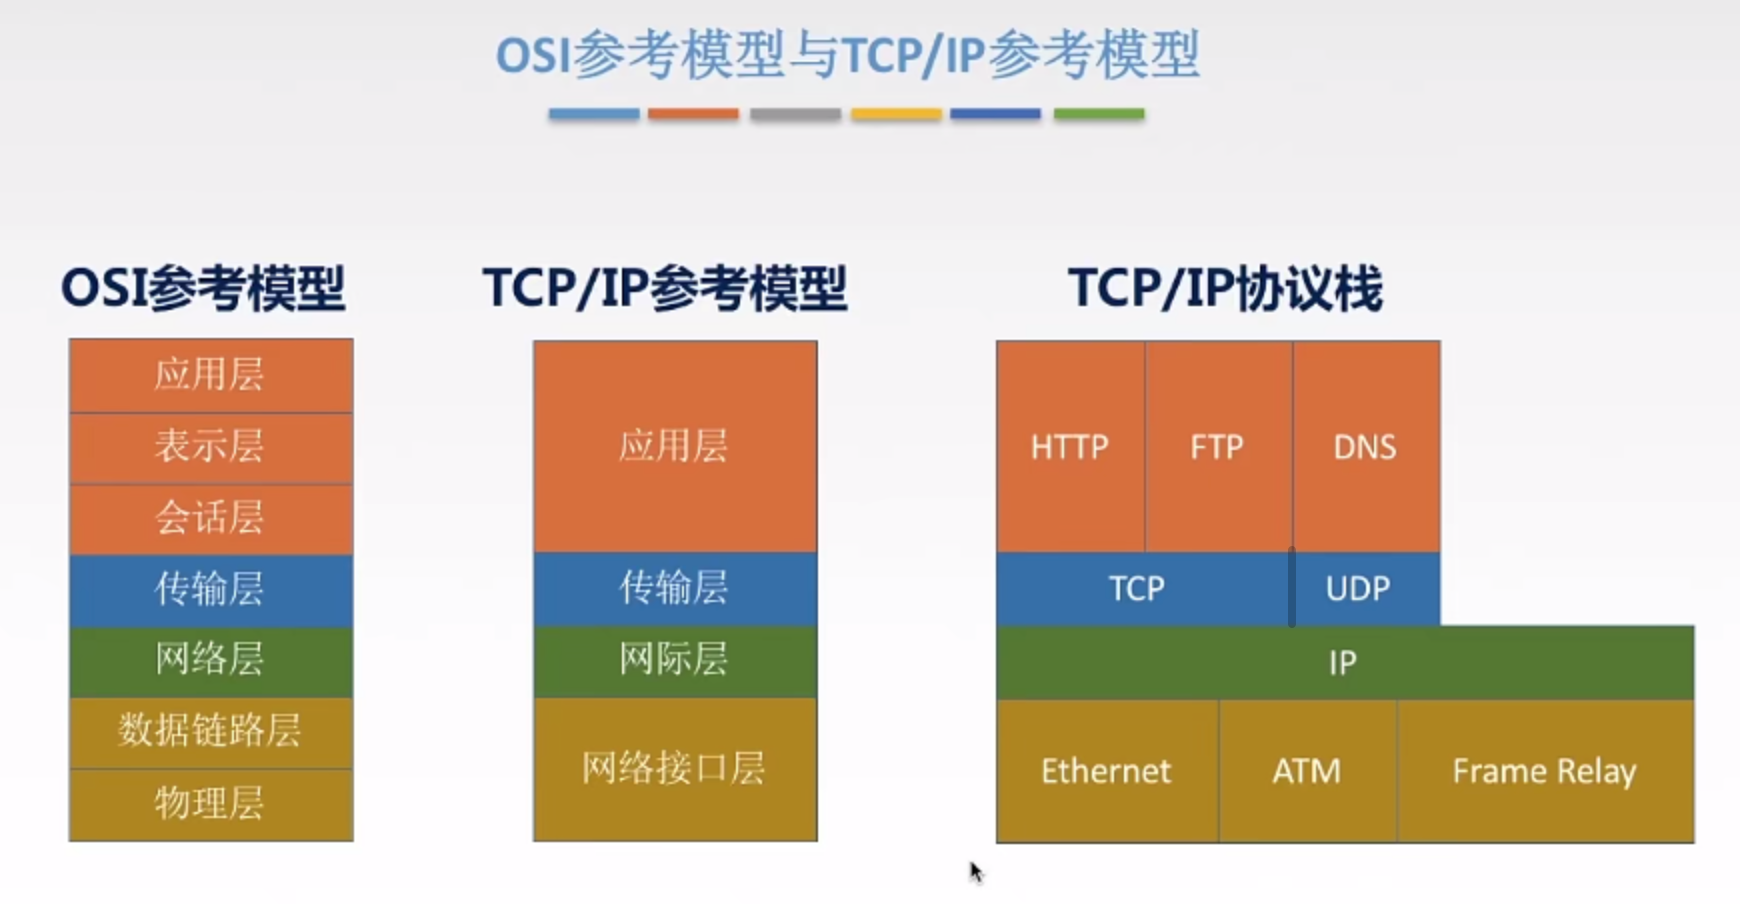 OSI参考模型与TCP/IP参考模型
OSI参考模型
应用层
表示层
会话层
传输层
网络层
数据链路层
物理层
TCP/IP参考模型
应用层
传输层
网际层
网络接口层
TCP/IP协议栈
HTTP FTP DNS
TCP UDP
IP
Ethernet ATM Frame Relay